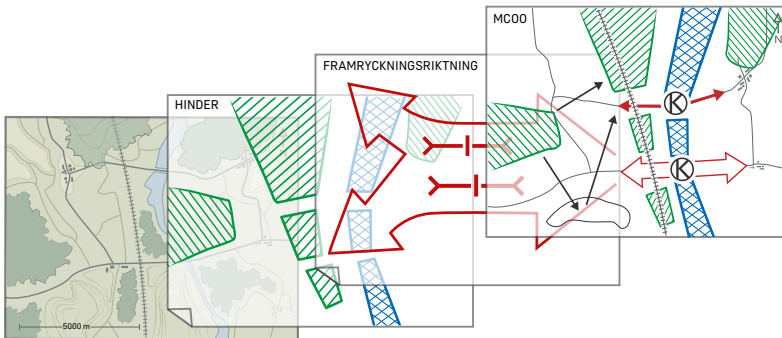 MCOO
N
FRAMRYCKNINGSRIKTNING
HINDER
K
K
5000 m